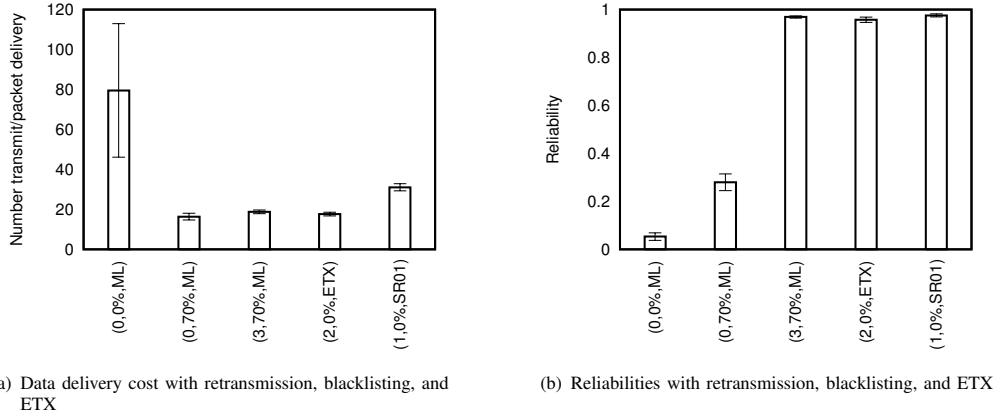 120
100
80
60
40
20
0
Number transmit/packet delivery
(0,0%,ML)
(0,70%,ML)
(3,70%,ML)
(2,0%,ETX)
(1,0%,SR01)
a) Data delivery cost with retransmission, blacklisting, and
ETX
1
0.8
0.6
0.4
0.2
0
Reliability
(0,0%,ML)
(0,70%,ML)
(3,70%,ML)
(2,0%,ETX)
(1,0%,SR01)
(b) Reliabilities with retransmission, blacklisting, and ETX